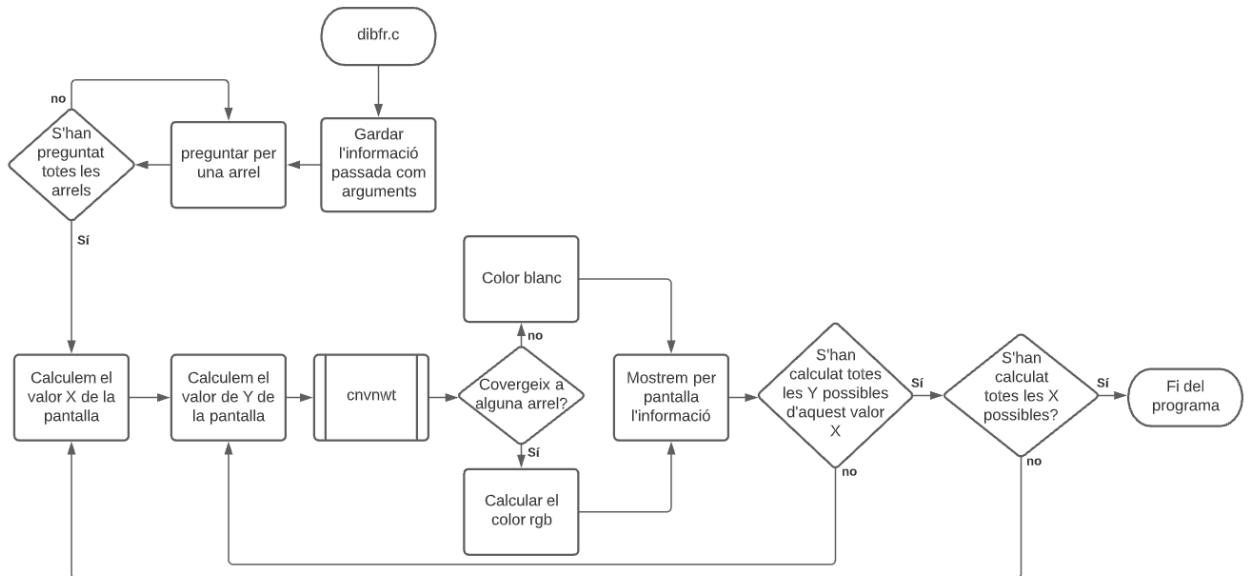 dibfr.c
no
S'han
preguntat
totes les
arrels
preguntar per
una arrel
Gardar
l'informació
passada com
arguments
Sí
Calculem el
valor X de la
pantalla
Calculem el
valor de Y de
la pantalla
cnvnwt
Color blanc
no
Covergeix a
alguna arrel?
Sí
Calcular el
color rgb
Mostrem per
pantalla
l'informació
S'han
calculat totes
les Y possibles
d'aquest valor
X
Sí
no
S'han
calculat
totes les X
possibles?
Sí
no
Fi del
programa